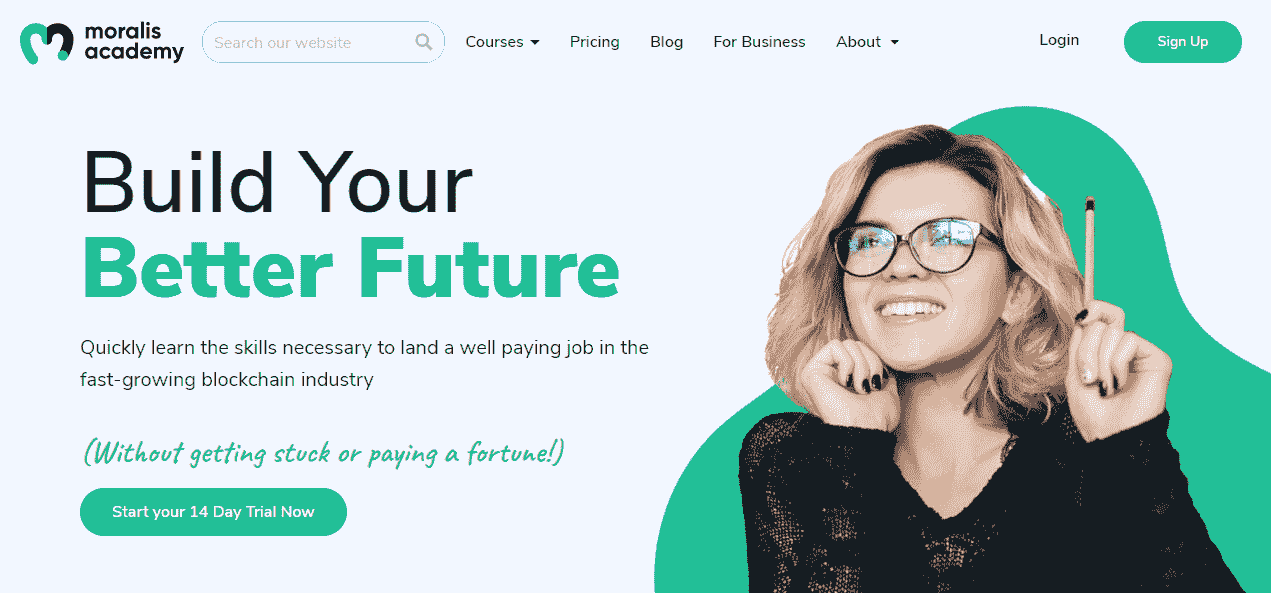 moralis
academy
Search our website
Courses
Pricing
Blog
For Business
About
Login
Sign Up
Build Your
Better Future
Quickly learn the skills necessary to land a well paying job in the
fast-growing blockchain industry
(Without getting stuck or paying a fortune!)
Start your 14 Day Trial Now